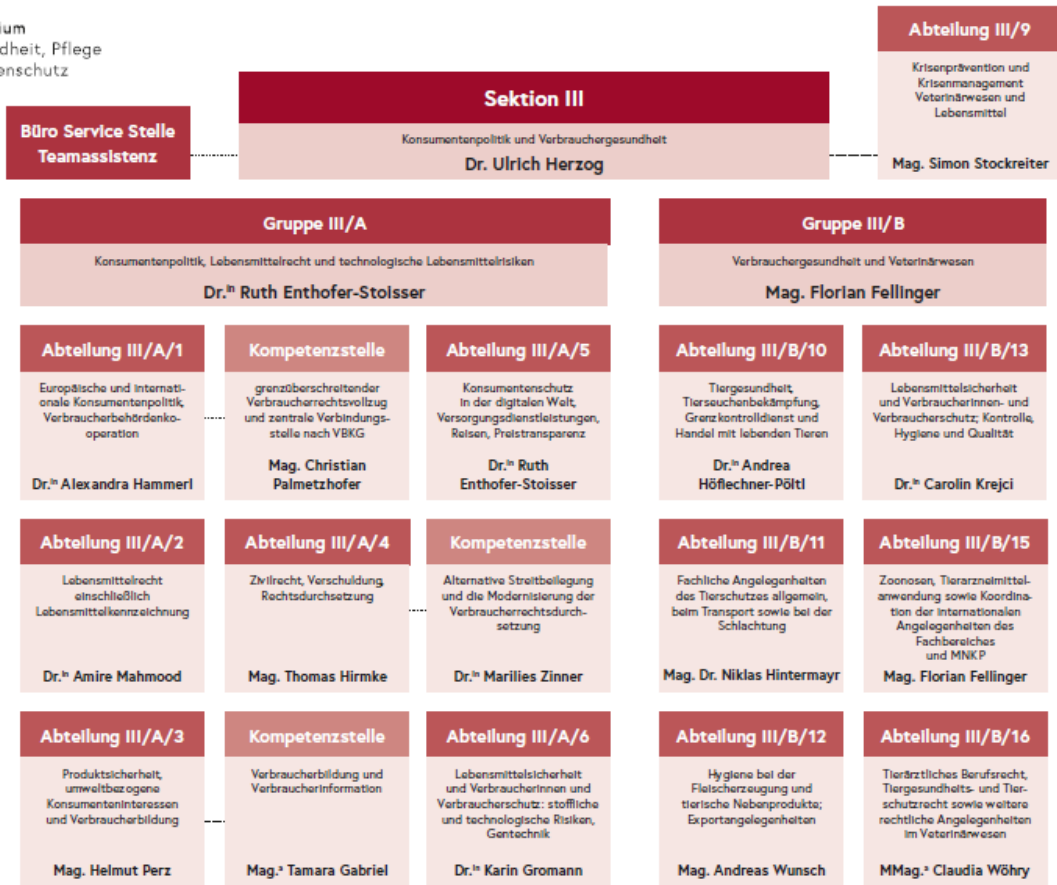 Pflege
Abteilung III/9
Krisenprävention und
Krisenmanagement
Veterinärwesen und
Lebensmittel
Mag. Simon Stockreiter
Sektion III
Konsumentenpolitik und Verbrauchergesundheit
Dr. Ulrich Herzog
Büro Service Stelle
Teamassistenz
Gruppe III/A
Konsumentenpolitik, Lebensmittelrecht und technologische Lebensmittelrisiken
Dr.ⁱⁿ Ruth Enthofer-Stoisser
Gruppe III/B
Verbrauchergesundheit und Veterinärwesen
Mag. Florian Fellinger
Abteilung III/A/1
Europäische und internati-
onale Konsumentenpolitik,
Verbraucherbehördenko-
operation
Dr.ⁱⁿ Alexandra Hammerl
Kompetenzstelle
grenzüberschreitender
Verbraucherrechtsvollzug
und zentrale Verbindungs-
stelle nach VBKG
Mag. Christian
Palmetzhofer
Abteilung III/A/5
Konsumentenschutz
in der digitalen Welt,
Versorgungsdienstleistungen,
Reisen, Preistransparenz
Dr.ⁱⁿ Ruth
Enthofer-Stoisser
Abteilung III/B/10
Tiergesundheit,
Tierseuchenbekämpfung,
Grenzkontrolldienst und
Handel mit lebenden Tieren
Dr.ⁱⁿ Andrea
Höflechner-Pöltl
Abteilung III/B/13
Lebensmittelsicherheit
und Verbraucherinnen- und
Verbraucherschutz; Kontrolle,
Hygiene und Qualität
Dr.ⁱⁿ Carolin Krejci
Abteilung III/A/2
Lebensmittelrecht
einschließlich
Lebensmittelkennzeichnung
Dr.ⁱⁿ Amire Mahmood
Abteilung III/A/4
Zivilrecht, Verschuldung,
Rechtsdurchsetzung
Mag. Thomas Hirmke
Kompetenzstelle
Alternative Streitbeilegung
und die Modernisierung der
Verbraucherrechtsdurch-
setzung
Dr.ⁱⁿ Marilies Zinner
Abteilung III/B/11
Fachliche Angelegenheiten
des Tierschutzes allgemein,
beim Transport sowie bei der
Schlachtung
Mag. Dr. Niklas Hintermayr
Abteilung III/B/15
Zoonosen, Tierarzneimittel-
anwendung sowie Koordina-
tion der internationalen
Angelegenheiten des
Fachbereiches
und MNKP
Mag. Florian Fellinger
Abteilung III/A/3
Produktsicherheit,
umweltbezogene
Konsumenteninteressen
und Verbraucherbildung
Mag. Helmut Perz
Kompetenzstelle
Verbraucherbildung und
Verbraucherinformation
Mag.ᵃ Tamara Gabriel
Abteilung III/A/6
Lebensmittelsicherheit
und Verbraucherinnen und
Verbraucherschutz: stoffliche
und technologische Risiken,
Gentechnik
Dr.ⁱⁿ Karin Gromann
Abteilung III/B/12
Hygiene bei der
Fleischerzeugung und
tierische Nebenprodukte;
Exportangelegenheiten
Mag. Andreas Wunsch
Abteilung III/B/16
Tierärztliches Berufsrecht,
Tiergesundheits- und Tier-
schutzrecht sowie weitere
rechtliche Angelegenheiten
im Veterinärwesen
MMag.ᵃ Claudia Wöhry